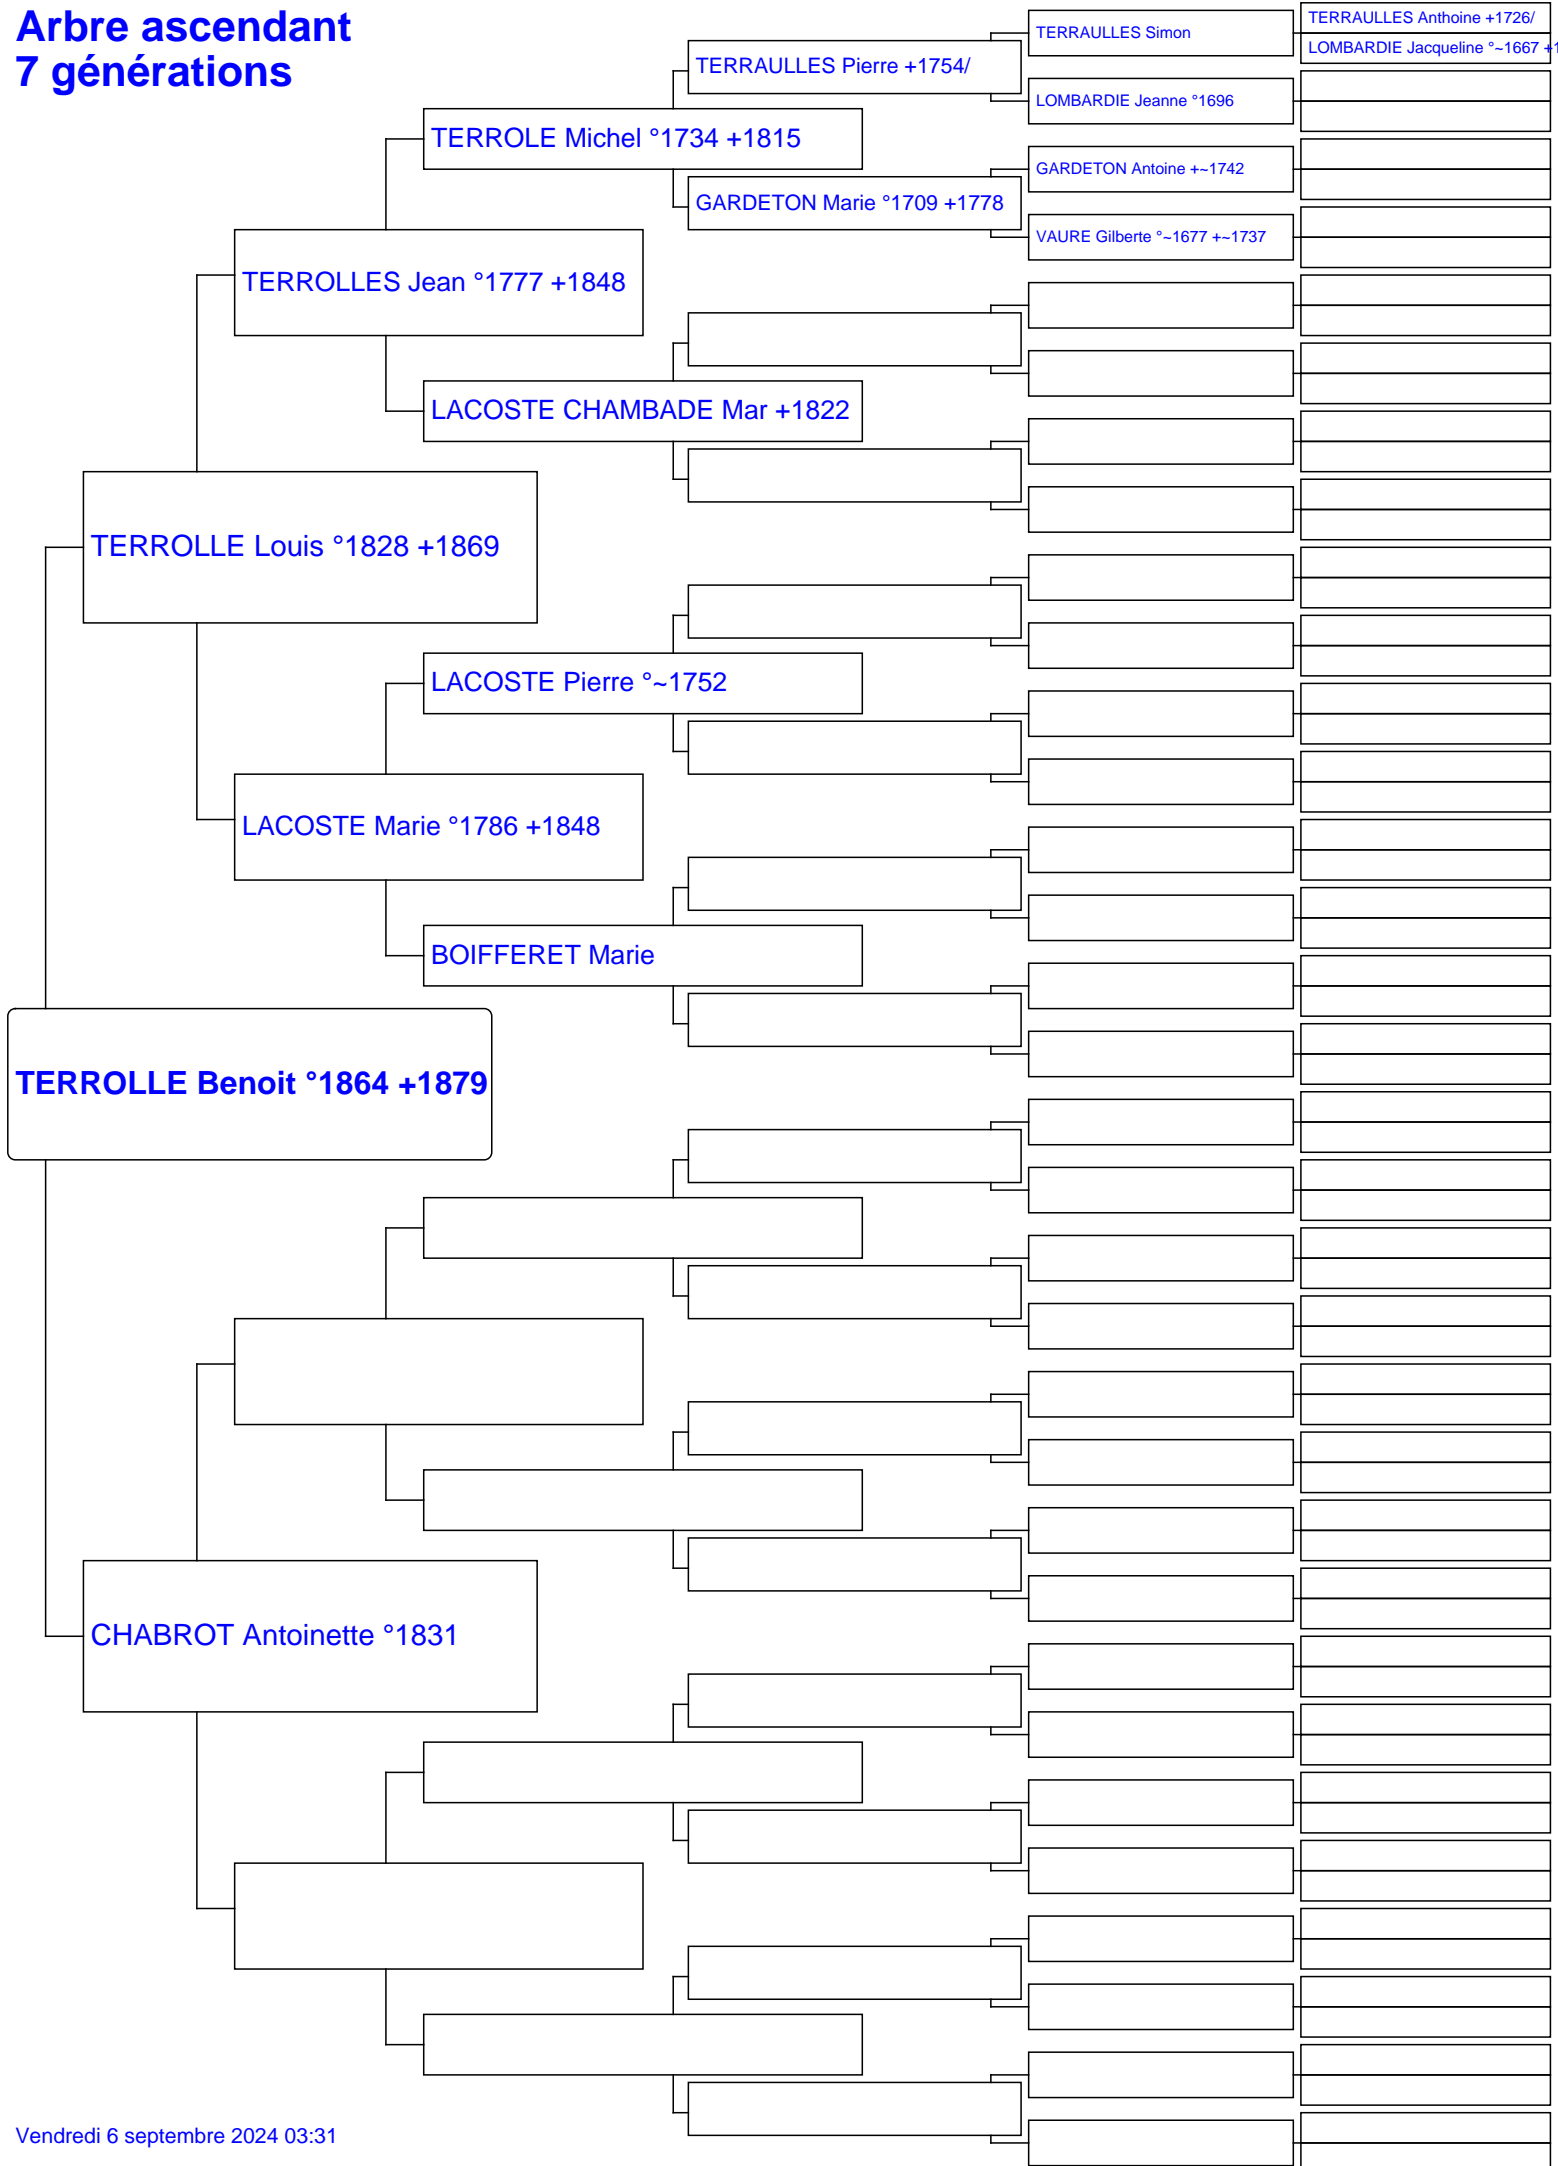 Arbre ascendant
7 générations
TERRAULLES Anthoine +1726/
TERRAULLES Simon
LOMBARDIE Jacqueline °~1667 +1
TERRAULLES Pierre +1754/
LOMBARDIE Jeanne °1696
TERROLE Michel °1734 +1815
GARDETON Antoine +~1742
GARDETON Marie °1709 +1778
VAURE Gilberte °~1677 +~1737
TERROLLES Jean °1777 +1848
LACOSTE CHAMBADE Mar +1822
TERROLLE Louis °1828 +1869
LACOSTE Pierre °~1752
LACOSTE Marie °1786 +1848
BOIFFERET Marie
TERROLLE Benoit °1864 +1879
CHABROT Antoinette °1831
Vendredi 6 septembre 2024 03:31